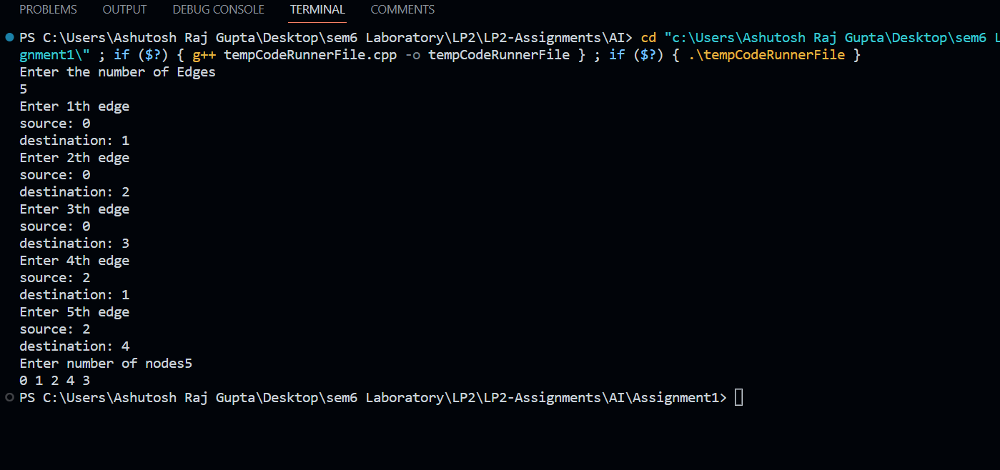 PROBLEMS OUTPUT DEBUG CONSOLE TERMINAL COMMENTS
PS C:\Users\Ashutosh Raj Gupta\Desktop\sem6 Laboratory\LP2\LP2-Assignments\AI> cd "c:\Users\Ashutosh Raj Gupta\Desktop\sem6 L
gnment1\" ; if ($?) { g++ tempCodeRunnerFile.cpp -o tempCodeRunnerFile } ; if ($?) { .\tempCodeRunnerFile }
Enter the number of Edges
5
Enter 1th edge
source: 0
destination: 1
Enter 2th edge
source: 0
destination: 2
Enter 3th edge
source: 0
destination: 3
Enter 4th edge
source: 2
destination: 1
Enter 5th edge
source: 2
destination: 4
Enter number of nodes5
0 1 2 4 3
PS C:\Users\Ashutosh Raj Gupta\Desktop\sem6 Laboratory\LP2\LP2-Assignments\AI\Assignment1>